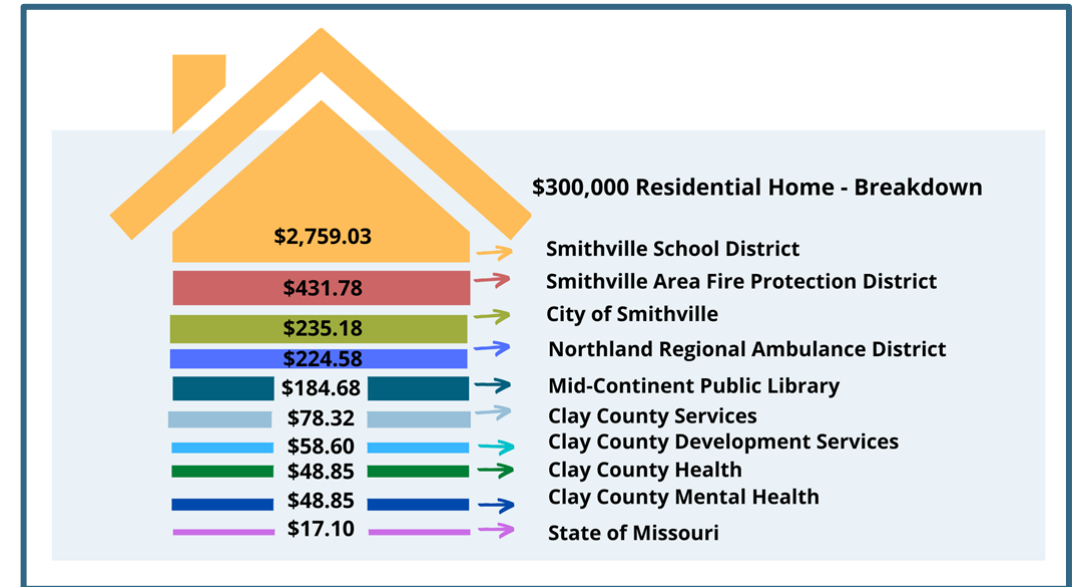 $300,000 Residential Home - Breakdown
$2,759.03
Smithville School District
$431.78
Smithville Area Fire Protection District
$235.18
City of Smithville
$224.58
Northland Regional Ambulance District
$184.68
Mid-Continent Public Library
$78.32
Clay County Services
$58.60
Clay County Development Services
$48.85
Clay County Health
$48.85
Clay County Mental Health
$17.10
State of Missouri